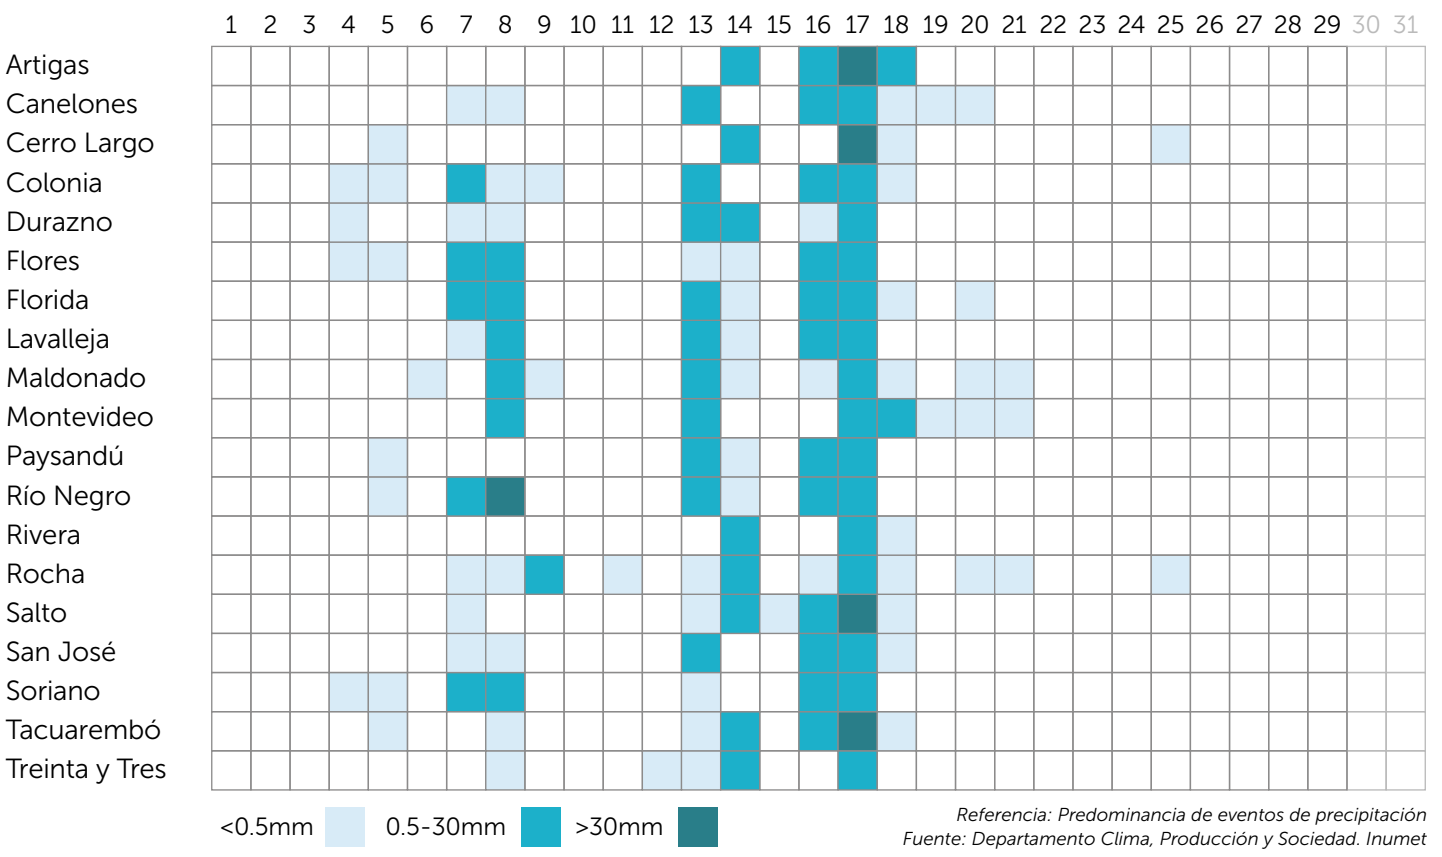 1 2 3 4 5 6 7 8 9 10 11 12 13 14 15 16 17 18 19 20 21 22 23 24 25 26 27 28 29 30 31
Artigas
Canelones
Cerro Largo
Colonia
Durazno
Flores
Florida
Lavalleja
Maldonado
Montevideo
Paysandú
Río Negro
Rivera
Rocha
Salto
San José
Soriano
Tacuarembó
Treinta y Tres
<0.5mm 0.5-30mm >30mm
Referencia: Predominancia de eventos de precipitación
Fuente: Departamento Clima, Producción y Sociedad. Inumet